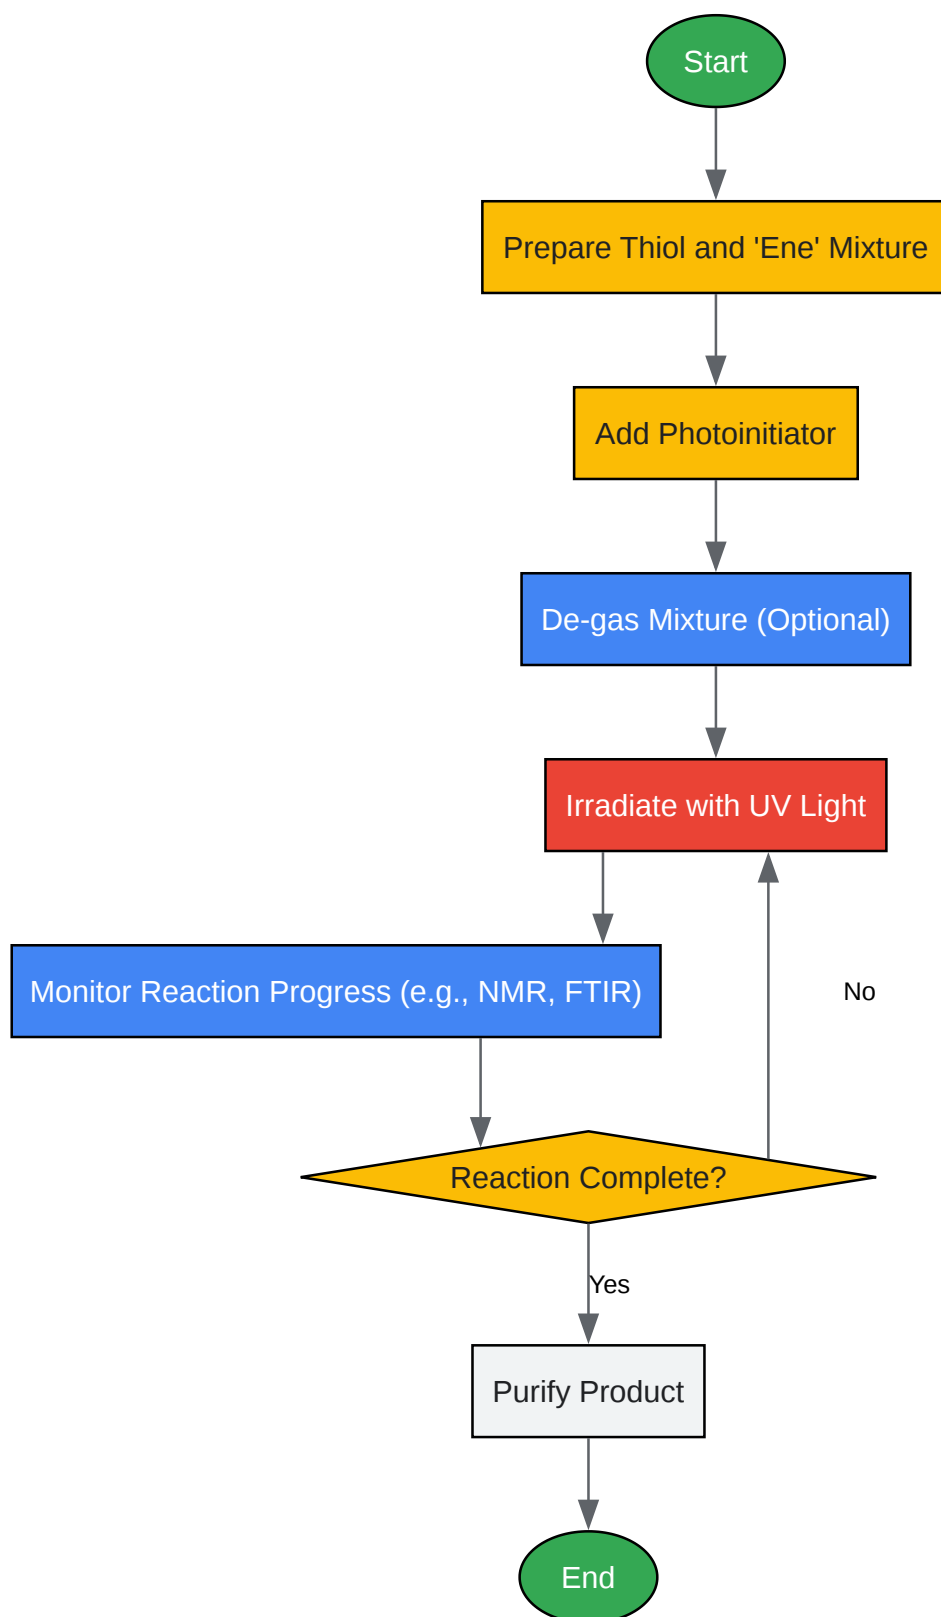 Start
Prepare Thiol and 'Ene' Mixture
Add Photoinitiator
De-gas Mixture (Optional)
Irradiate with UV Light
Monitor Reaction Progress (e.g., NMR, FTIR)
No
Reaction Complete?
Yes
Purify Product
End